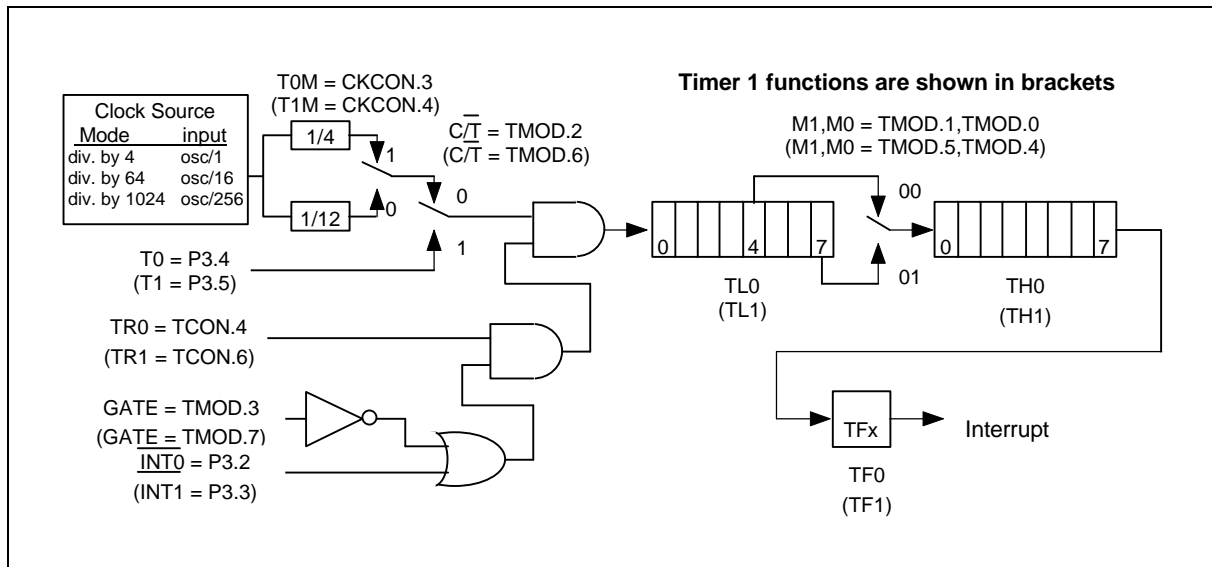 Timer 1 functions are shown in brackets
T0M = CKCON.3
(T1M = CKCON.4)
Clock Source
Mode input
div. by 4 osc/1
div. by 64 osc/16
div. by 1024 osc/256
1/4
1/12
1
0
C/T̅ = TMOD.2
(C/T̅ = TMOD.6)
0
1
T0 = P3.4
(T1 = P3.5)
TR0 = TCON.4
(TR1 = TCON.6)
GATE = TMOD.3
(GATE = TMOD.7)
I̅N̅T̅0̅ = P3.2
(I̅N̅T̅1̅ = P3.3)
M1,M0 = TMOD.1,TMOD.0
(M1,M0 = TMOD.5,TMOD.4)
0 4 7
TL0
(TL1)
00
01
0 7
TH0
(TH1)
TFx
Interrupt
TF0
(TF1)